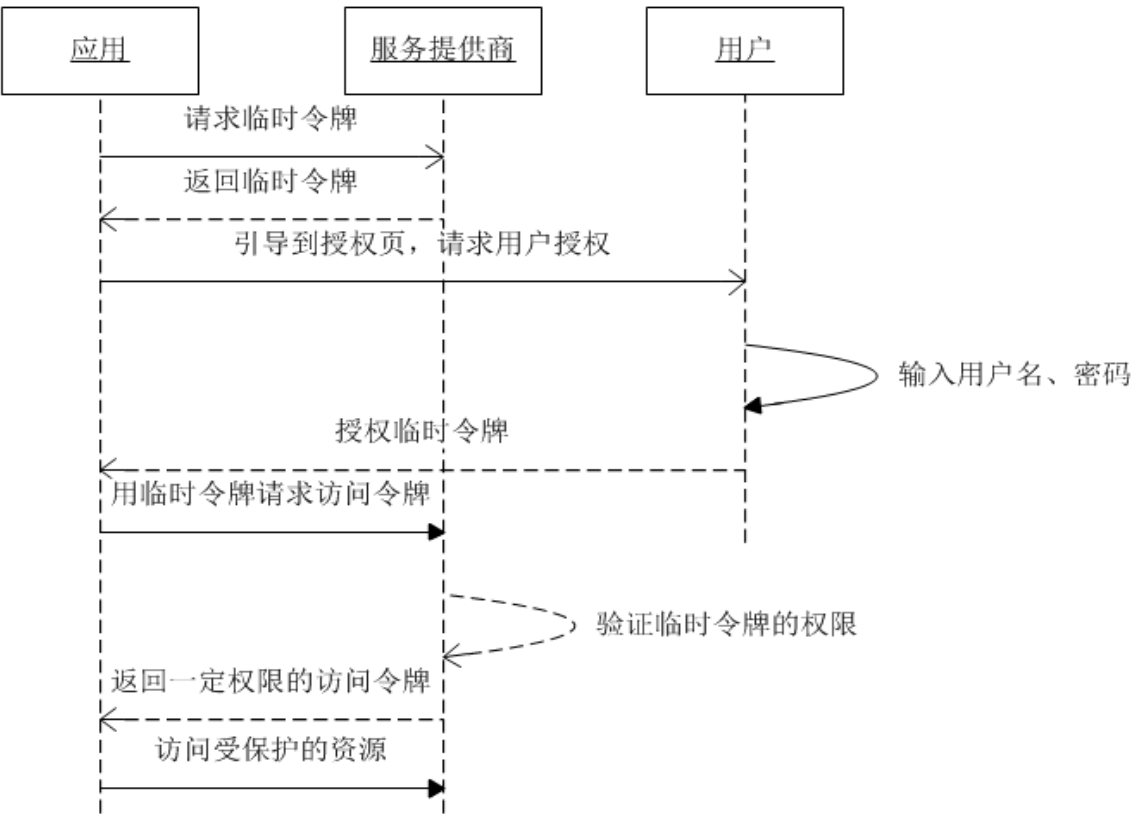 应用
服务提供商
用户
请求临时令牌
返回临时令牌
引导到授权页，请求用户授权
输入用户名、密码
授权临时令牌
用临时令牌请求访问令牌
验证临时令牌的权限
返回一定权限的访问令牌
访问受保护的资源